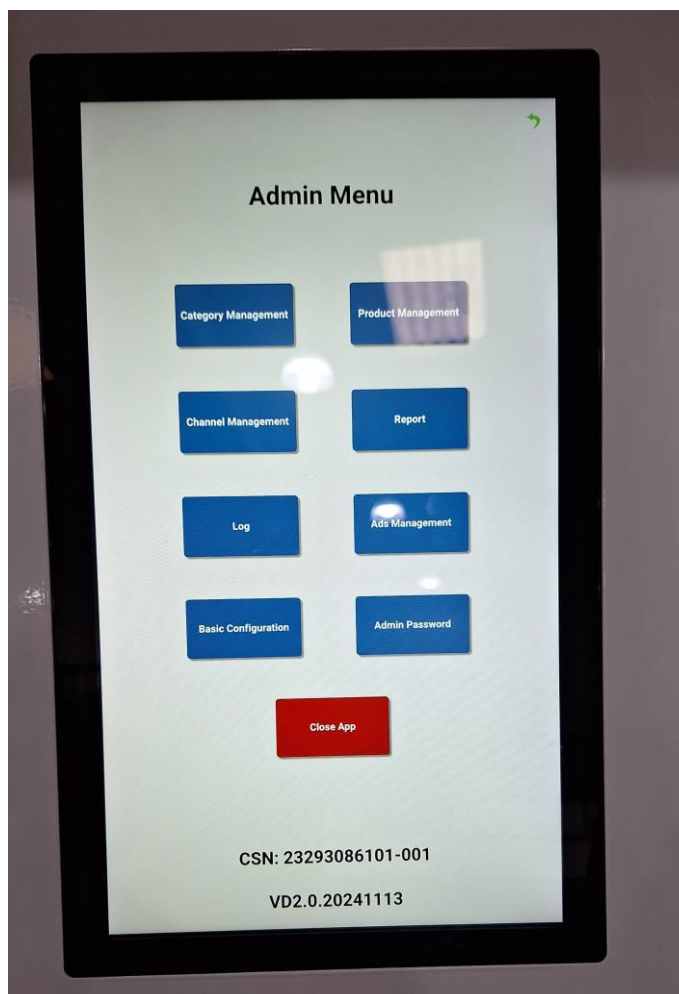 Admin Menu
Category Management
Product Management
Channel Management
Report
Log
Ads Management
Basic Configuration
Admin Password
Close App
CSN: 23293086101-001
VD2.0.20241113